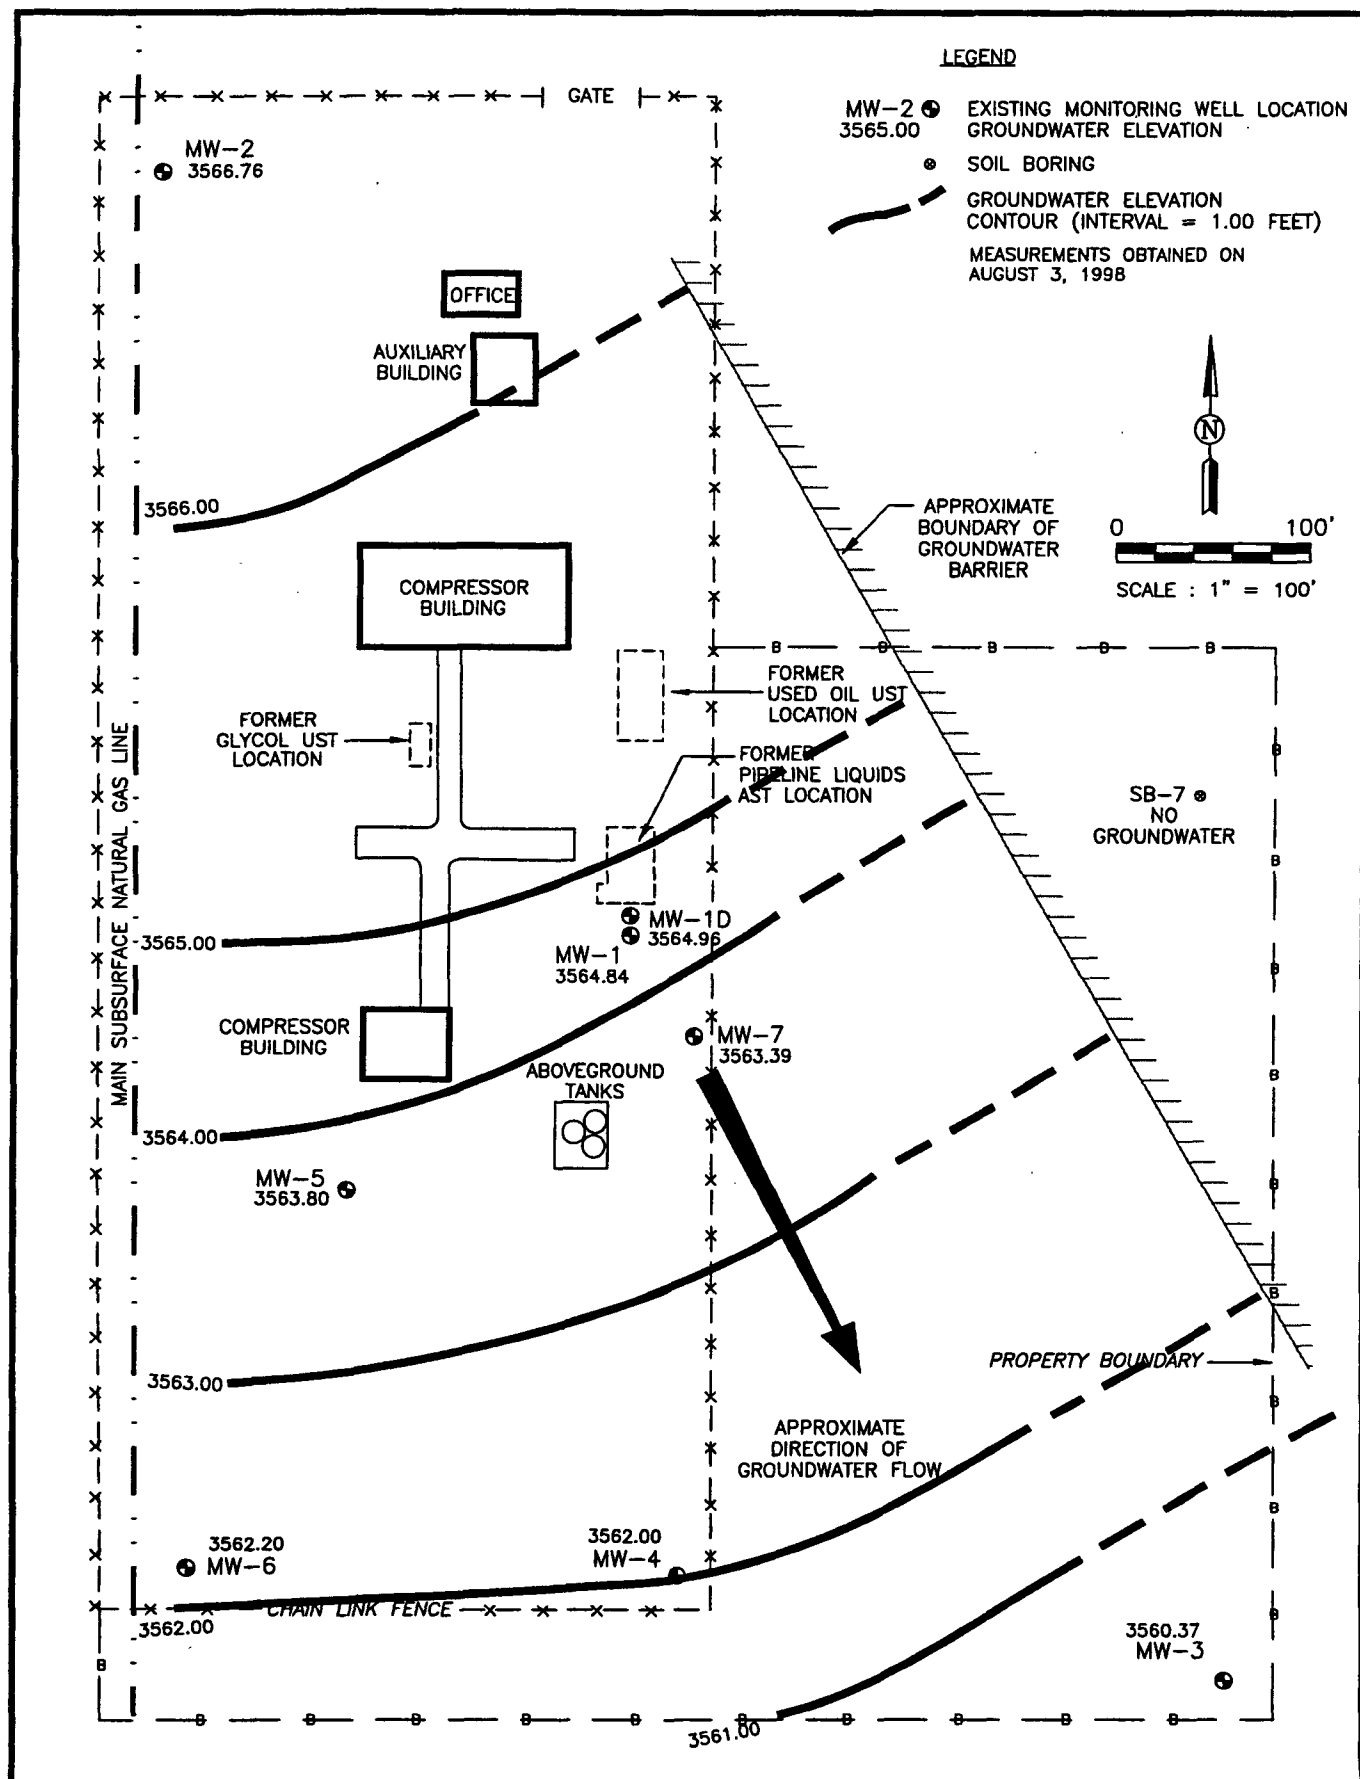 LEGEND
MW-2 EXISTING MONITORING WELL LOCATION
3565.00 GROUNDWATER ELEVATION
SOIL BORING
GROUNDWATER ELEVATION
CONTOUR (INTERVAL = 1.00 FEET)
MEASUREMENTS OBTAINED ON
AUGUST 3, 1998
GATE
MW-2
3566.76
OFFICE
AUXILIARY
BUILDING
N
0 100'
SCALE : 1" = 100'
3566.00
APPROXIMATE
BOUNDARY OF
GROUNDWATER
BARRIER
COMPRESSOR
BUILDING
FORMER
USED OIL UST
LOCATION
FORMER
GLYCOL UST
LOCATION
FORMER
PIPELINE LIQUIDS
AST LOCATION
MAIN SUBSURFACE NATURAL GAS LINE
SB-7
NO
GROUNDWATER
3565.00
MW-1D
3564.96
MW-1
3564.84
COMPRESSOR
BUILDING
MW-7
3563.39
ABOVEGROUND
TANKS
3564.00
MW-5
3563.80
3563.00
PROPERTY BOUNDARY
APPROXIMATE
DIRECTION OF
GROUNDWATER FLOW
3562.20
MW-6
3562.00
MW-4
CHAIN LINK FENCE
3562.00
3560.37
MW-3
3561.00
B B B B B
B
B
B
B
B
B
B
B
B
B
B B B B B B B B B B